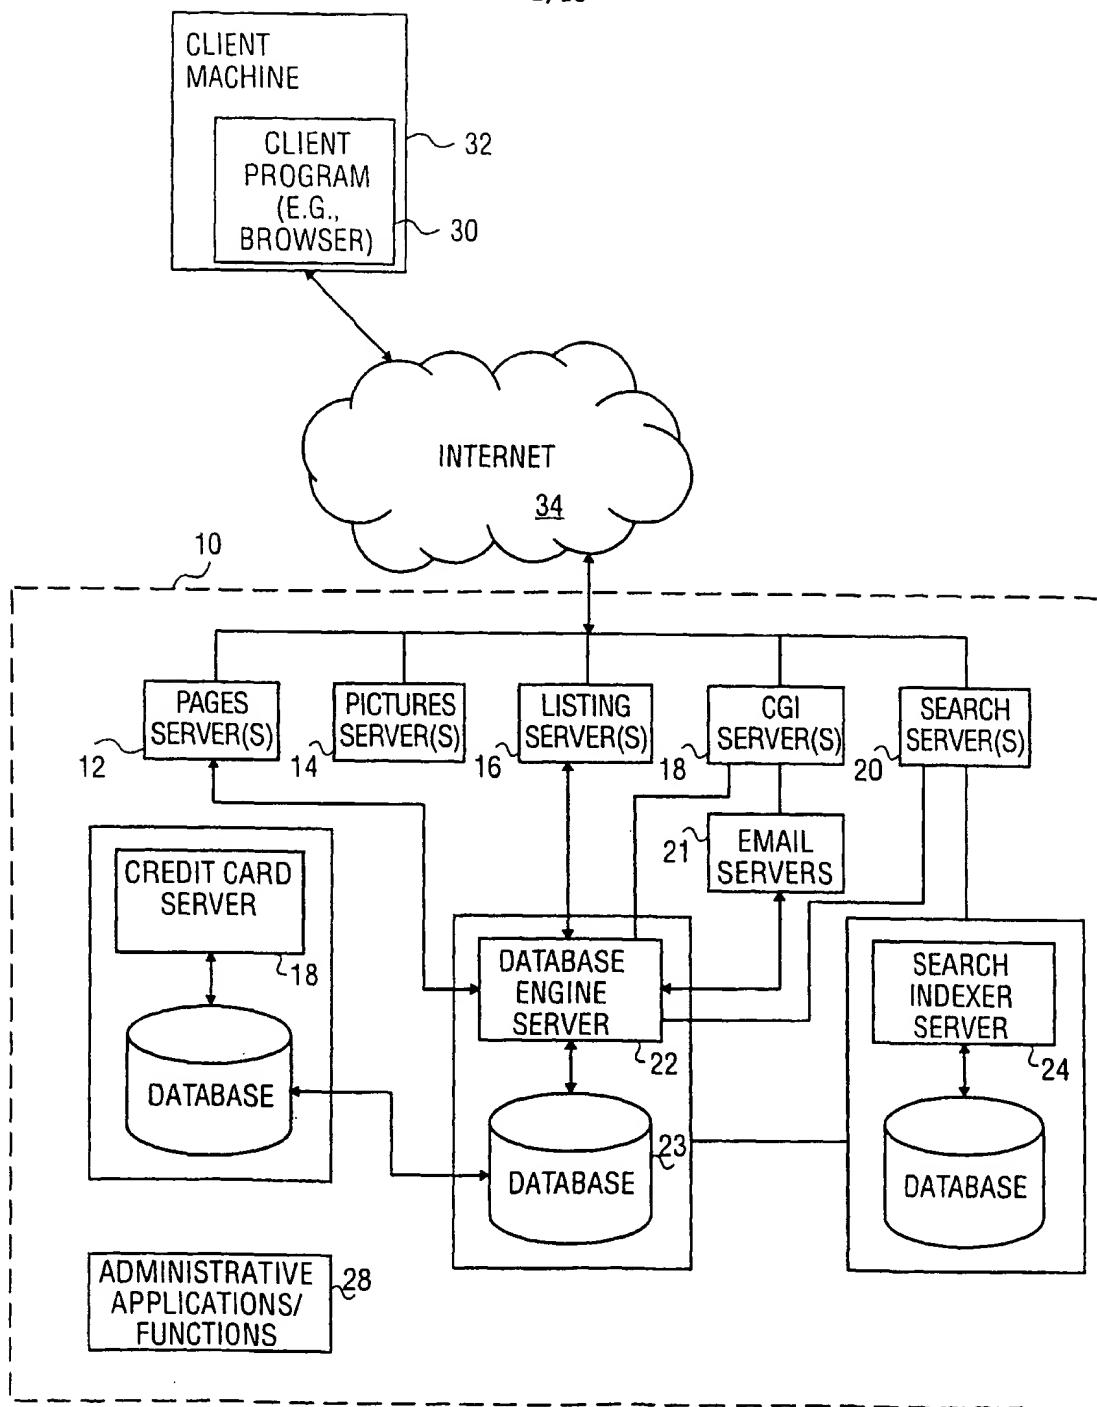 CLIENT
MACHINE
CLIENT
PROGRAM
(E.G.,
BROWSER)
32
30
INTERNET
34
10
PAGES
SERVER(S)
12
PICTURES
SERVER(S)
14
LISTING
SERVER(S)
16
CGI
SERVER(S)
18
SEARCH
SERVER(S)
20
21
EMAIL
SERVERS
CREDIT CARD
SERVER
18
DATABASE
DATABASE
ENGINE
SERVER
22
23
DATABASE
SEARCH
INDEXER
SERVER
24
DATABASE
ADMINISTRATIVE
APPLICATIONS/
FUNCTIONS
28